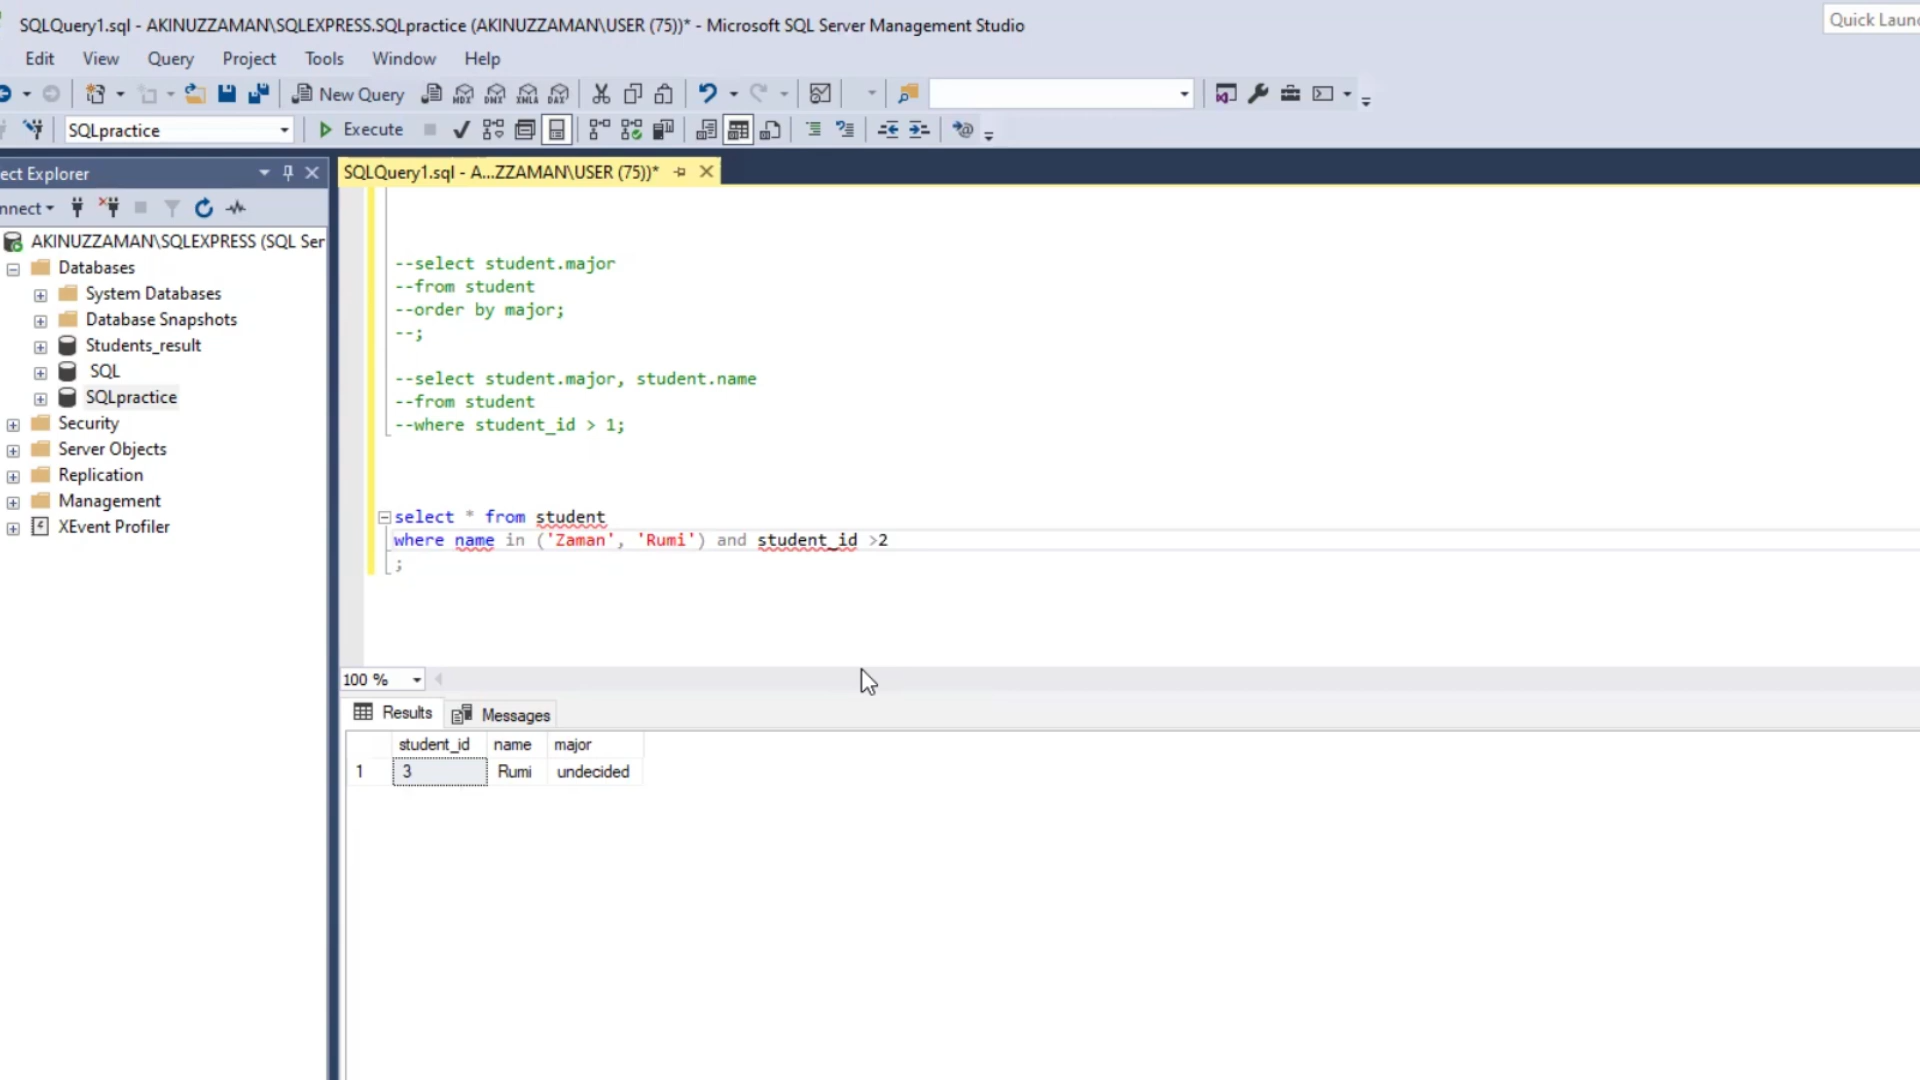 SQLQuery1.sql - AKINUZZAMAN\SQLEXPRESS.SQLpractice (AKINUZZAMAN\USER (75))* - Microsoft SQL Server Management Studio
Quick Laun
Edit View Query Project Tools Window Help
New Query MDX DMX XMLA DAX
SQLpractice Execute
ect Explorer
SQLQuery1.sql - A...ZZAMAN\USER (75))*
nnect
AKINUZZAMAN\SQLEXPRESS (SQL Ser
Databases
System Databases
Database Snapshots
Students_result
SQL
SQLpractice
Security
Server Objects
Replication
Management
XEvent Profiler
--select student.major
--from student
--order by major;
--;
--select student.major, student.name
--from student
--where student_id > 1;
select * from student
where name in ('Zaman', 'Rumi') and student_id >2
;
100 %
Results Messages
student_id name major
1 3 Rumi undecided